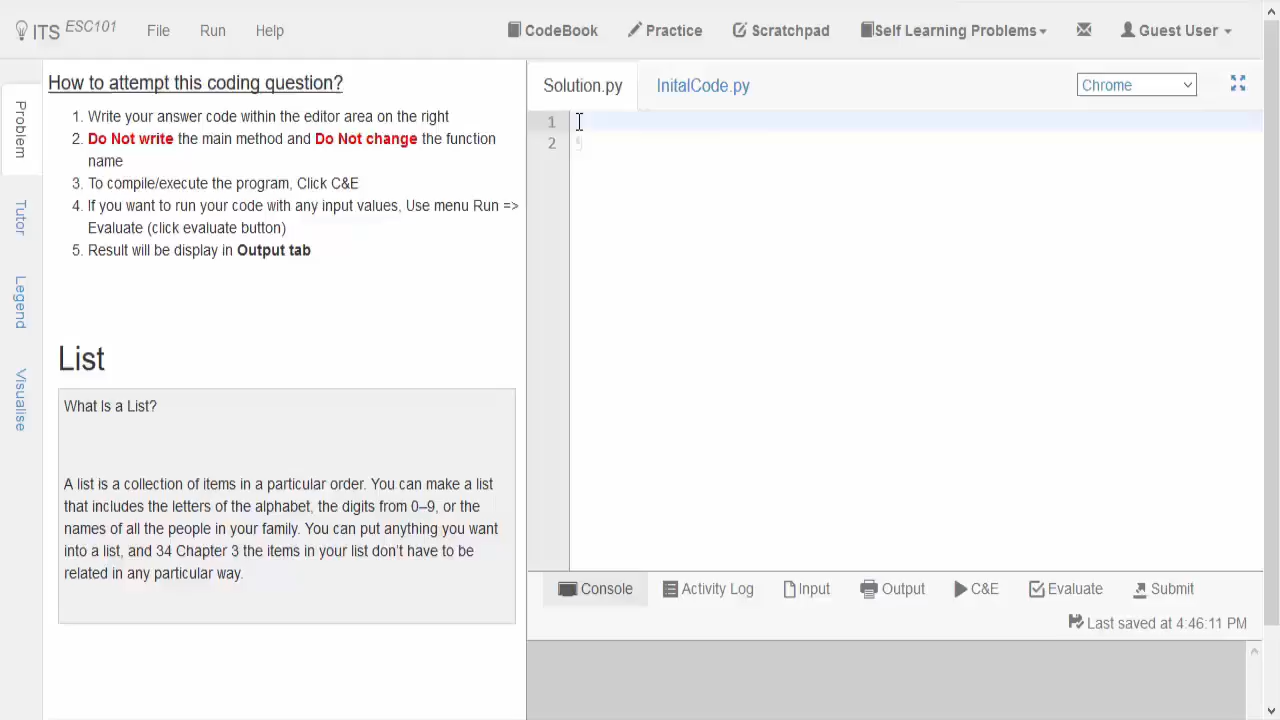 ITS ESC101 File Run Help CodeBook Practice Scratchpad Self Learning Problems Guest User
Problem
Tutor
Legend
Visualise
How to attempt this coding question?
1. Write your answer code within the editor area on the right
2. Do Not write the main method and Do Not change the function
name
3. To compile/execute the program, Click C&E
4. If you want to run your code with any input values, Use menu Run =>
Evaluate (click evaluate button)
5. Result will be display in Output tab
List
What Is a List?
A list is a collection of items in a particular order. You can make a list
that includes the letters of the alphabet, the digits from 0–9, or the
names of all the people in your family. You can put anything you want
into a list, and 34 Chapter 3 the items in your list don't have to be
related in any particular way.
Solution.py InitalCode.py Chrome
1
2
Console Activity Log Input Output C&E Evaluate Submit
Last saved at 4:46:11 PM